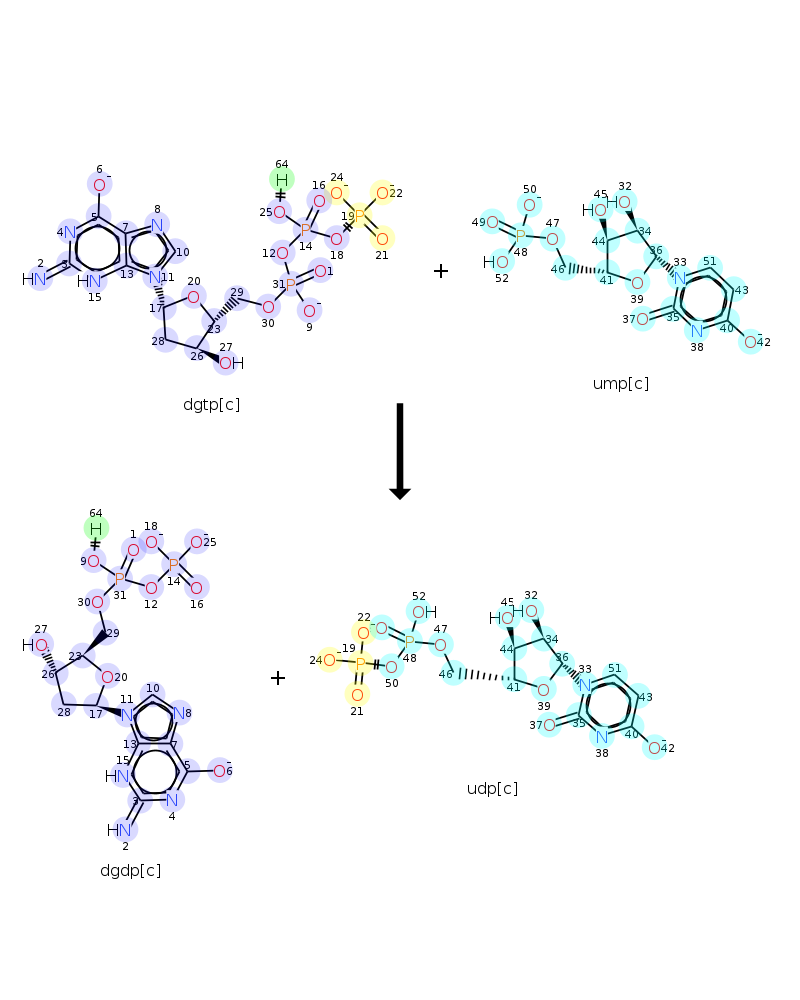 64
6 O-
24 O-
O- 22
16 O
25 O
19 P
45
32
HO
O
50
O-
49 O
47 O
P
48
HO
52
44
34
36
33 N
51
46
41
O
39
43
35
37 O
N
38
40
O- 42
5
7
8 N
4 N
10
2 HN
3
HN
15
13
N 11
P
14
O
18
O
21
12 O
O 1
P
31
O-
9
20
O
29
O
30
17
23
28
26
27
OH
H
+
ump[c]
dgtp[c]
64
H
18
O-
1
O
O- 25
9 O
P
31
P
14
O
12
O
16
30 O
29
27
HO
23
26
O 20
28
17
10
11
N
N 8
13
7
15
HN
5
O- 6
3
N
4
HN
2
+
52
OH
22
O-
O
47
O
P
48
24 O-
19
P
O
50
O
21
46
45
HO
32
HO
44
34
36
33
N
51
41
O
39
43
37 O
35
N
38
40
O- 42
udp[c]
dgdp[c]